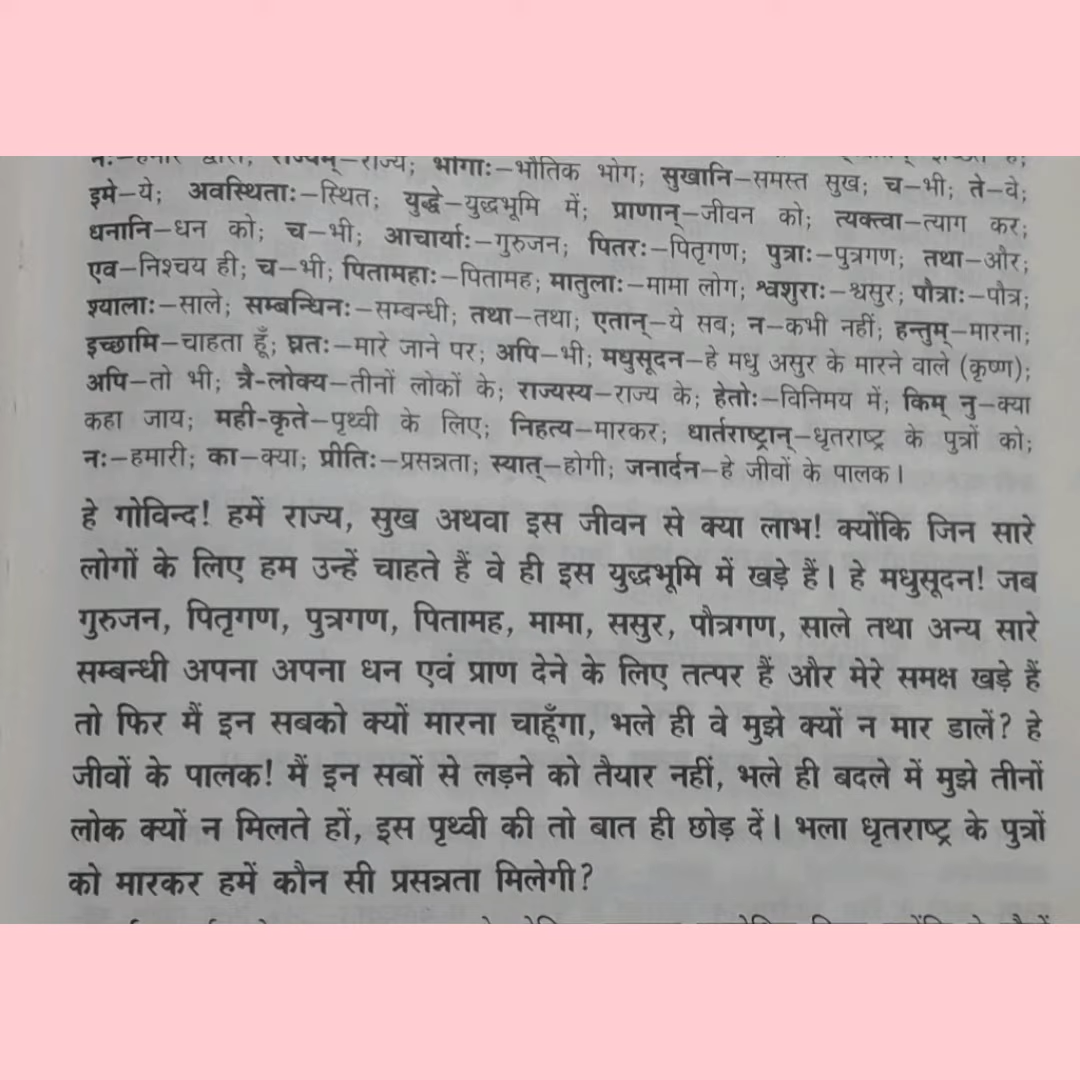 राज्यम्–राज्य; भोगाः–भौतिक भोग; सुखानि–समस्त सुख; च–भी; ते–वे;
इमे–ये; अवस्थिताः–स्थित; युद्धे–युद्धभूमि में; प्राणान्–जीवन को; त्यक्त्वा–त्याग कर;
धनानि–धन को; च–भी; आचार्याः–गुरुजन; पितरः–पितृगण; पुत्राः–पुत्रगण; तथा–और;
एव–निश्चय ही; च–भी; पितामहाः–पितामह; मातुलाः–मामा लोग; श्वशुराः–श्वसुर; पौत्राः–पौत्र;
श्यालाः–साले; सम्बन्धिनः–सम्बन्धी; तथा–तथा; एतान्–ये सब; न–कभी नहीं; हन्तुम्–मारना;
इच्छामि–चाहता हूँ; घ्नतः–मारे जाने पर; अपि–भी; मधुसूदन–हे मधु असुर के मारने वाले (कृष्ण);
अपि–तो भी; त्रै-लोक्य–तीनों लोकों के; राज्यस्य–राज्य के; हेतोः–विनिमय में; किम् नु–क्या
कहा जाय; मही-कृते–पृथ्वी के लिए; निहत्य–मारकर; धार्तराष्ट्रान्–धृतराष्ट्र के पुत्रों को;
नः–हमारी; का–क्या; प्रीतिः–प्रसन्नता; स्यात्–होगी; जनार्दन–हे जीवों के पालक।
हे गोविन्द! हमें राज्य, सुख अथवा इस जीवन से क्या लाभ! क्योंकि जिन सारे
लोगों के लिए हम उन्हें चाहते हैं वे ही इस युद्धभूमि में खड़े हैं। हे मधुसूदन! जब
गुरुजन, पितृगण, पुत्रगण, पितामह, मामा, ससुर, पौत्रगण, साले तथा अन्य सारे
सम्बन्धी अपना अपना धन एवं प्राण देने के लिए तत्पर हैं और मेरे समक्ष खड़े हैं
तो फिर मैं इन सबको क्यों मारना चाहूँगा, भले ही वे मुझे क्यों न मार डालें? हे
जीवों के पालक! मैं इन सबों से लड़ने को तैयार नहीं, भले ही बदले में मुझे तीनों
लोक क्यों न मिलते हों, इस पृथ्वी की तो बात ही छोड़ दें। भला धृतराष्ट्र के पुत्रों
को मारकर हमें कौन सी प्रसन्नता मिलेगी?